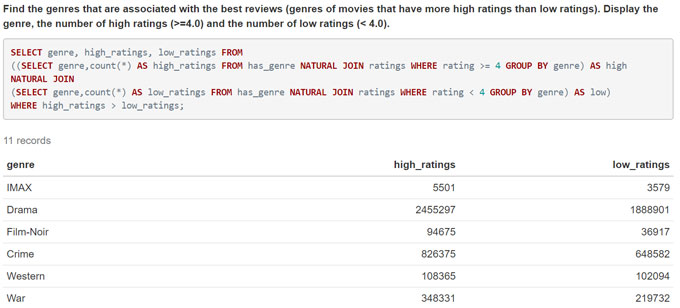 Find the genres that are associated with the best reviews (genres of movies that have more high ratings than low ratings). Display the
genre, the number of high ratings (>=4.0) and the number of low ratings (< 4.0).
SELECT genre, high_ratings, low_ratings FROM
((SELECT genre,count(*) AS high_ratings FROM has_genre NATURAL JOIN ratings WHERE rating >= 4 GROUP BY genre) AS high
NATURAL JOIN
(SELECT genre,count(*) AS low_ratings FROM has_genre NATURAL JOIN ratings WHERE rating < 4 GROUP BY genre) AS low)
WHERE high_ratings > low_ratings;
11 records
genre high_ratings low_ratings
IMAX 5501 3579
Drama 2455297 1888901
Film-Noir 94675 36917
Crime 826375 648582
Western 108365 102094
War 348331 219732